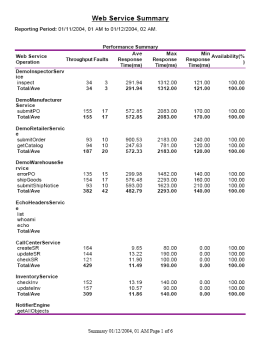 Web Service Summary
Reporting Period: 01/11/2004, 01 AM to 01/12/2004, 02 AM.
Performance Summary
Web Service Operation Throughput Faults Ave Response Time(ms) Max Response Time(ms) Min Response Time(ms) Availability(%)
DemoInspectorService
inspect 34 3 291.94 1312.00 121.00 100.00
Total/Ave 34 3 291.94 1312.00 121.00 100.00
DemoManufacturerService
submitPO 155 17 572.85 2083.00 170.00 100.00
Total/Ave 155 17 572.85 2083.00 170.00 100.00
DemoRetailerService
submitOrder 93 10 900.53 2183.00 240.00 100.00
getCatalog 94 10 247.63 781.00 120.00 100.00
Total/Ave 187 20 572.33 2183.00 120.00 100.00
DemoWarehouseService
errorPO 135 15 299.98 1482.00 140.00 100.00
shipGoods 154 17 576.48 2293.00 160.00 100.00
submitShipNotice 93 10 593.00 1623.00 210.00 100.00
Total/Ave 382 42 482.79 2293.00 140.00 100.00
EchoHeadersService
list
whoami
echo
Total/Ave
CallCenterService
createSR 164 9.65 80.00 0.00 100.00
updateSR 144 13.22 190.00 0.00 100.00
checkSR 121 11.90 100.00 0.00 100.00
Total/Ave 429 11.49 190.00 0.00 100.00
InventoryService
checkInv 152 13.19 140.00 0.00 100.00
updateInv 157 10.57 90.00 0.00 100.00
Total/Ave 309 11.86 140.00 0.00 100.00
NotifierEngine
getAllObjects
Summary 01/12/2004, 01 AM Page 1 of 6